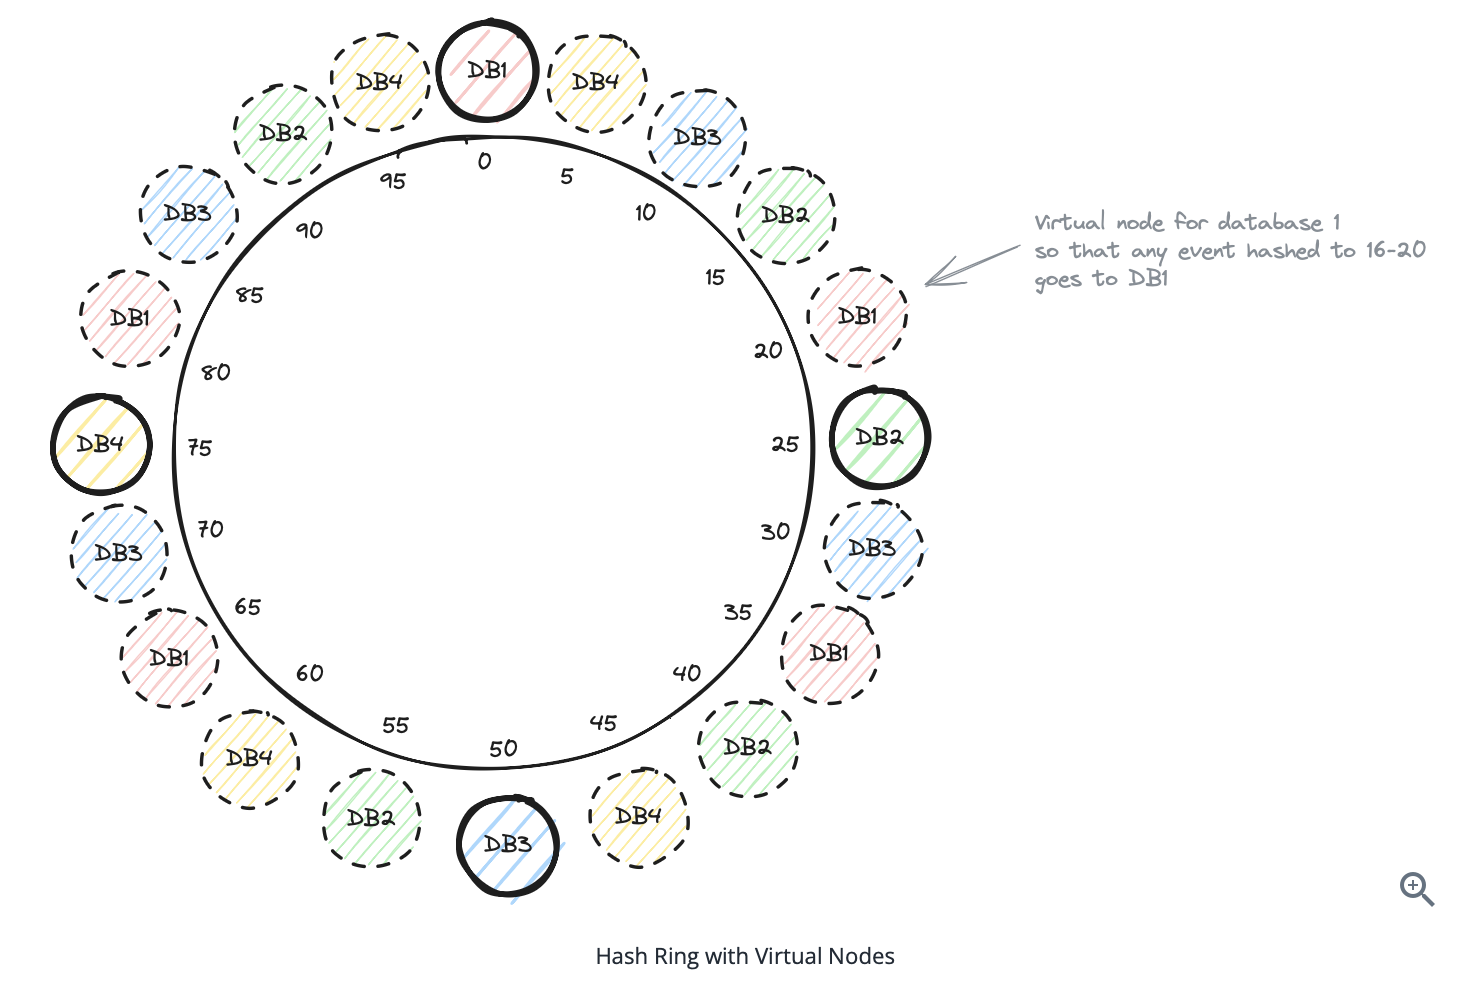 DB4
DB1
DB4
DB2
DB3
0
95
5
DB3
DB2
90
10
Virtual node for database 1
so that any event hashed to 16-20
goes to DB1
85
15
DB1
DB1
80
20
DB4
75
25
DB2
70
30
DB3
DB3
65
35
DB1
DB1
60
40
55
45
50
DB4
DB2
DB2
DB3
DB4
Hash Ring with Virtual Nodes